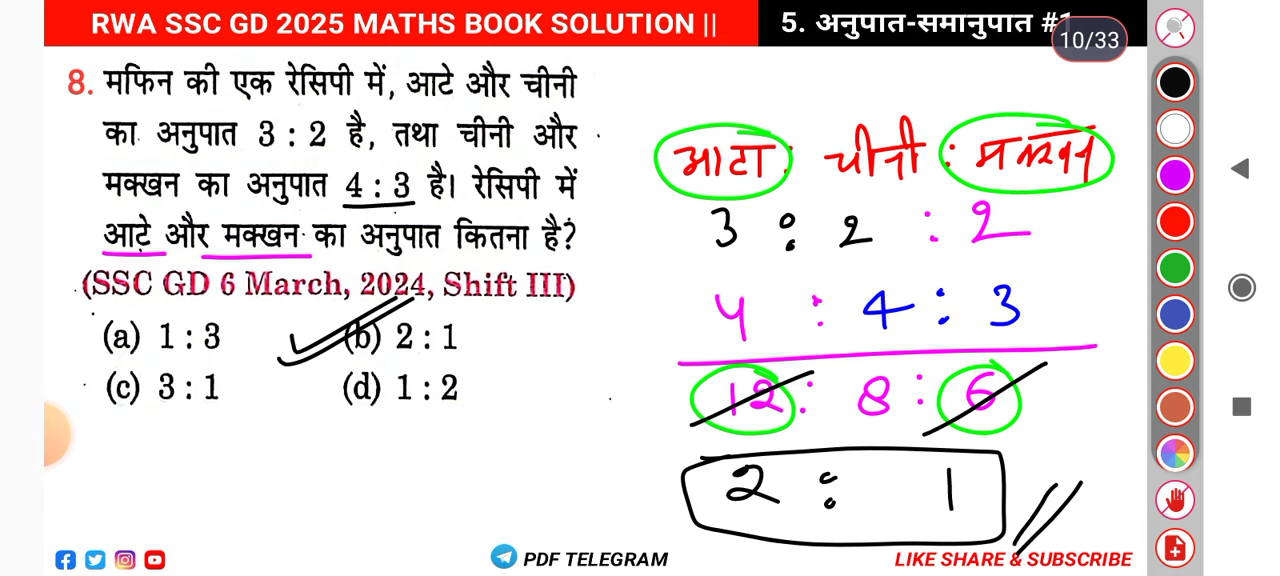 RWA SSC GD 2025 MATHS BOOK SOLUTION ||
5. अनुपात-समानुपात #1
10/33
8. मफिन की एक रेसिपी में, आटे और चीनी
का अनुपात 3 : 2 है, तथा चीनी और
मक्खन का अनुपात 4 : 3 है। रेसिपी में
आटे और मक्खन का अनुपात कितना है?
(SSC GD 6 March, 2024, Shift III)
(a) 1 : 3 (b) 2 : 1
(c) 3 : 1 (d) 1 : 2
आटा : चीनी : मक्खन
3 : 2 : 2
4 : 4 : 3
12 : 8 : 6
2 : 1
PDF TELEGRAM
LIKE SHARE & SUBSCRIBE